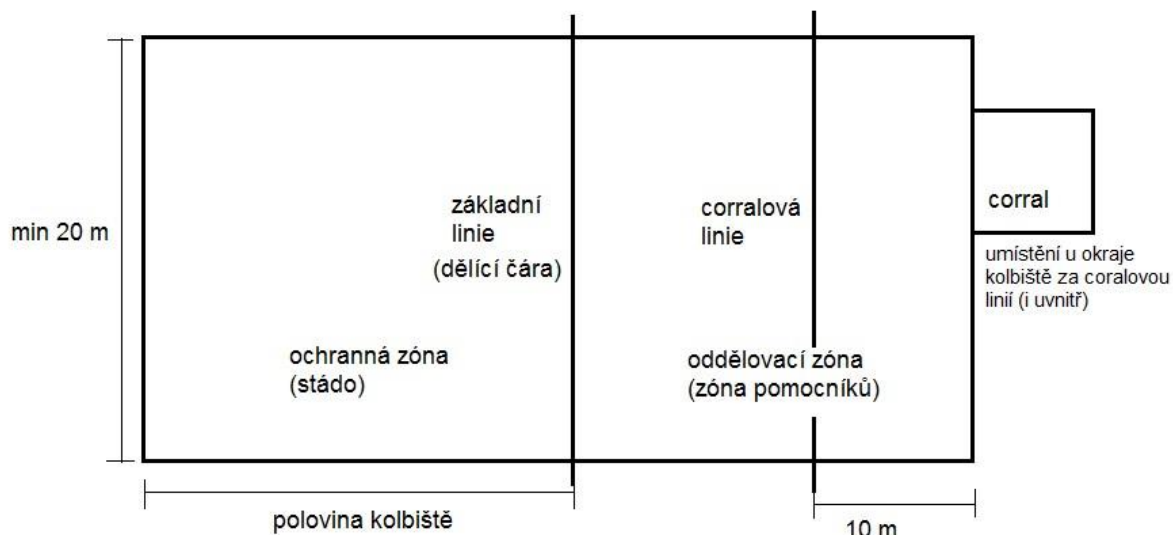 základní
linie
(dělící čára)
corralová
linie
corral
min 20 m
umístění u okraje
kolbiště za coralovou
linií (i uvnitř)
ochranná zóna
(stádo)
oddělovací zóna
(zóna pomocníků)
polovina kolbiště
10 m